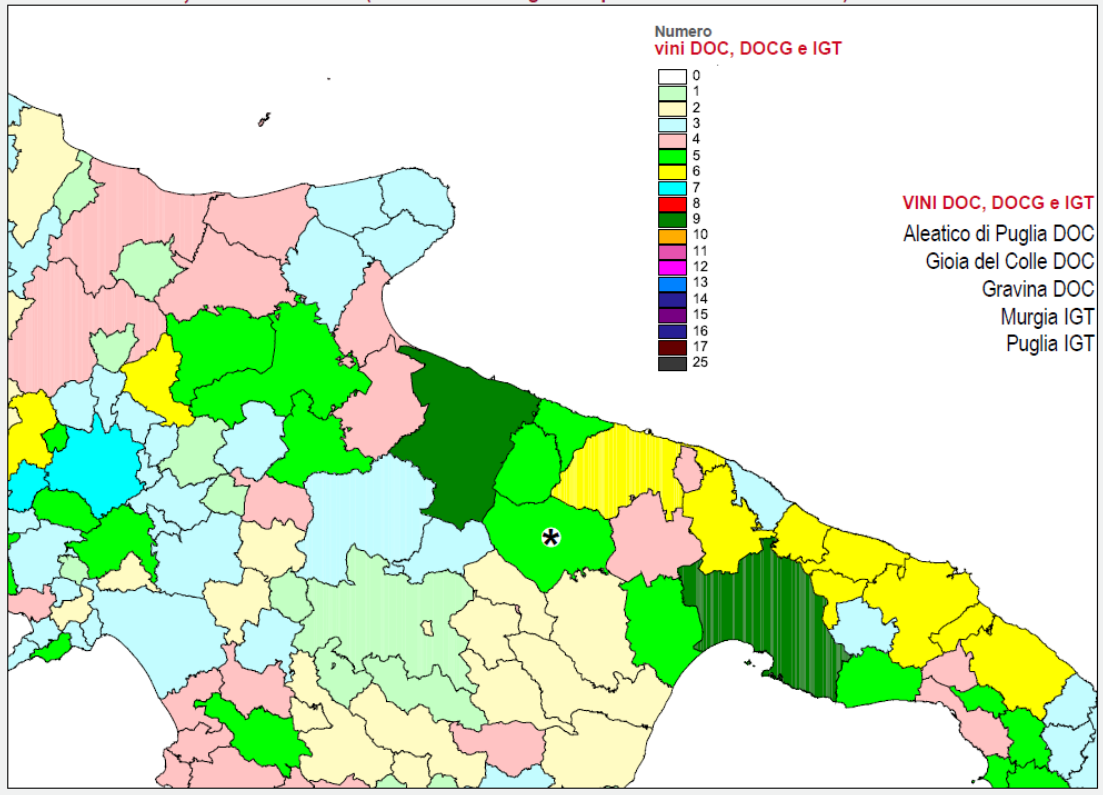 Numero
vini DOC, DOCG e IGT
0
1
2
3
4
5
6
7
8
9
10
11
12
13
14
15
16
17
25
VINI DOC, DOCG e IGT
Aleatico di Puglia DOC
Gioia del Colle DOC
Gravina DOC
Murgia IGT
Puglia IGT
*